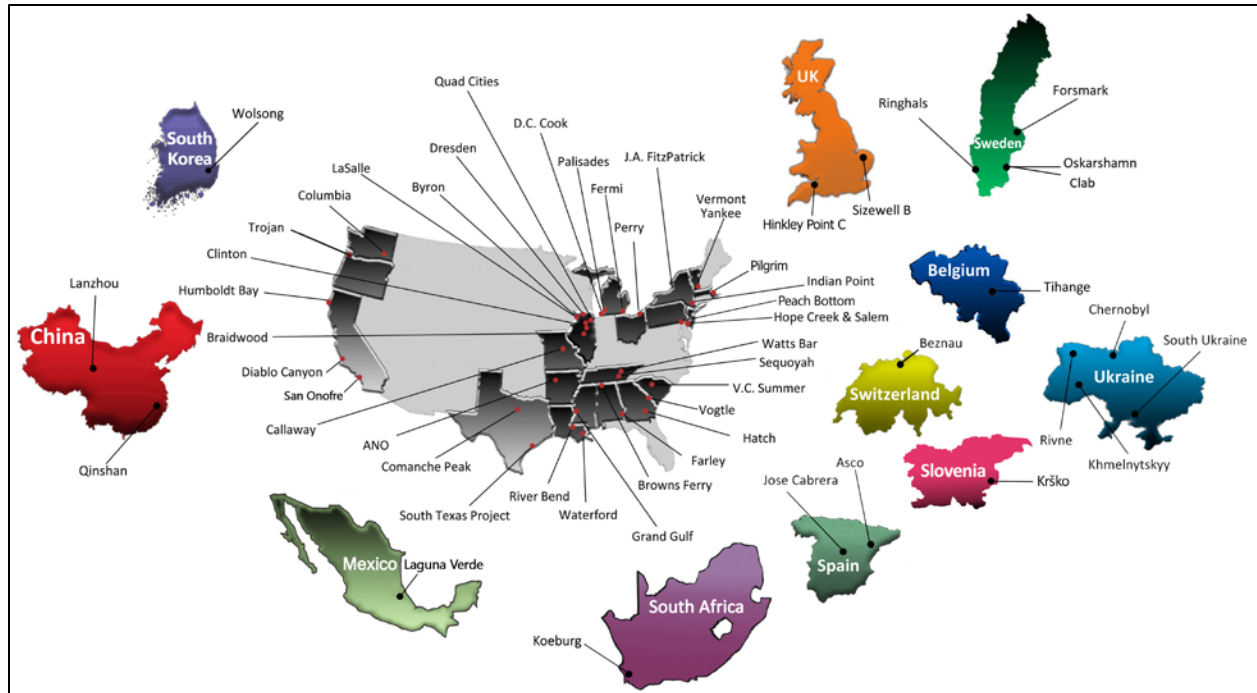 Quad Cities
D.C. Cook
Dresden
Palisades
J.A. FitzPatrick
LaSalle
Fermi
Byron
Vermont
Yankee
Columbia
Perry
Trojan
Pilgrim
Clinton
Indian Point
Humboldt Bay
Peach Bottom
Hope Creek & Salem
Braidwood
Watts Bar
Sequoyah
Diablo Canyon
V.C. Summer
San Onofre
Vogtle
Callaway
Hatch
ANO
Farley
Comanche Peak
Browns Ferry
River Bend
South Texas Project
Waterford
Grand Gulf
South
Korea
Wolsong
China
Lanzhou
Qinshan
Mexico
Laguna Verde
South Africa
Koeburg
UK
Hinkley Point C
Sizewell B
Sweden
Ringhals
Forsmark
Oskarshamn
Clab
Belgium
Tihange
Switzerland
Beznau
Ukraine
Chernobyl
South Ukraine
Rivne
Khmelnytskyy
Slovenia
Krško
Spain
Jose Cabrera
Asco